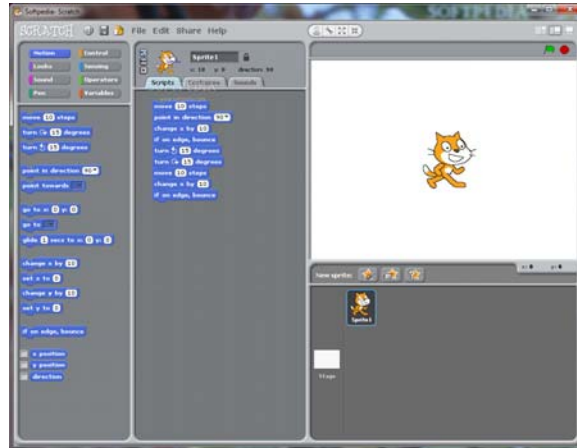 Softpedia- Scratch
SOFTPEDIA
SCRATCH File Edit Share Help
Motion Control
Looks Sensing
Sound Operators
Pen Variables
Sprite1
x: 10 y: 0 direction: 90
Scripts Costumes Sounds
move 10 steps
turn 15 degrees
turn 15 degrees
point in direction 90
point towards
go to x: 0 y: 0
go to
glide 1 secs to x: 0 y: 0
change x by 10
set x to 0
change y by 10
set y to 0
if on edge, bounce
x position
y position
direction
move 10 steps
point in direction 90
change x by 10
if on edge, bounce
turn 15 degrees
turn 15 degrees
move 10 steps
change x by 10
if on edge, bounce
New sprite:
Sprite1
Stage